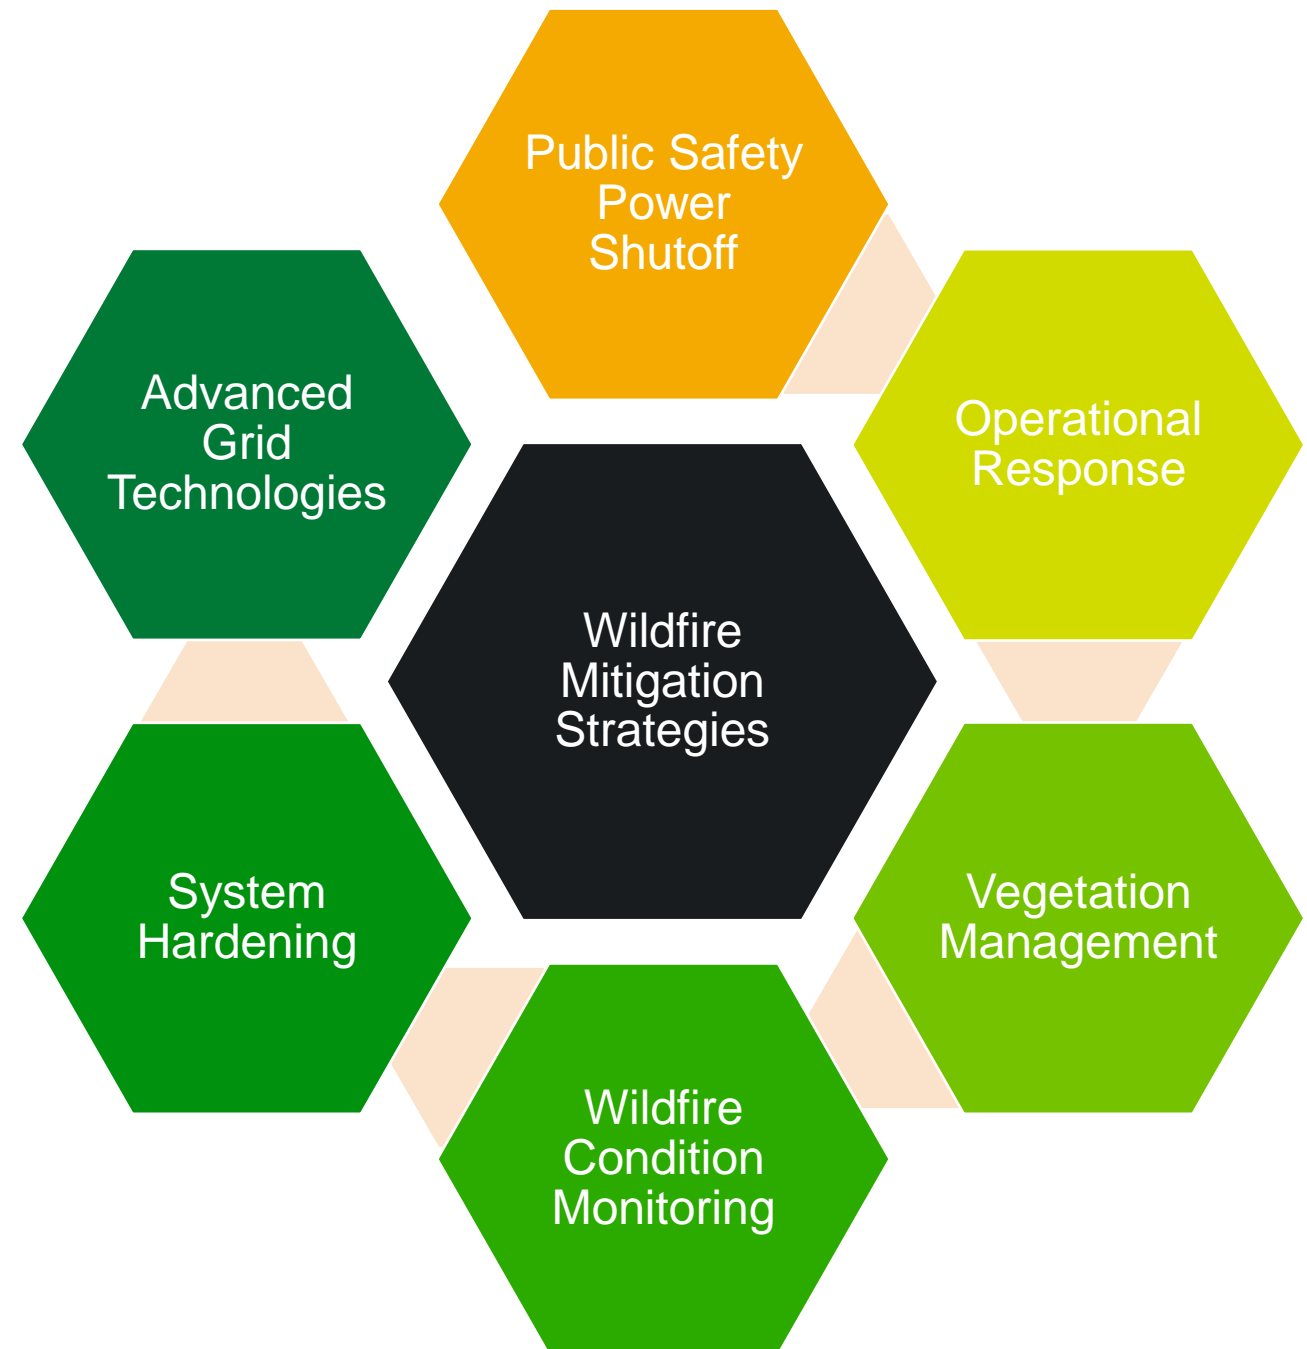 Public Safety
Power
Shutoff
Advanced
Grid
Technologies
Operational
Response
Wildfire
Mitigation
Strategies
System
Hardening
Vegetation
Management
Wildfire
Condition
Monitoring